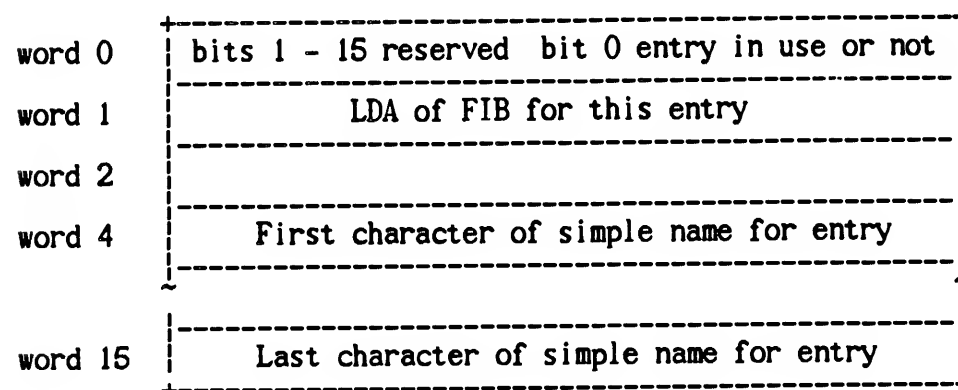 word 0 bits 1 - 15 reserved bit 0 entry in use or not
word 1 LDA of FIB for this entry
word 2
word 4 First character of simple name for entry
word 15 Last character of simple name for entry